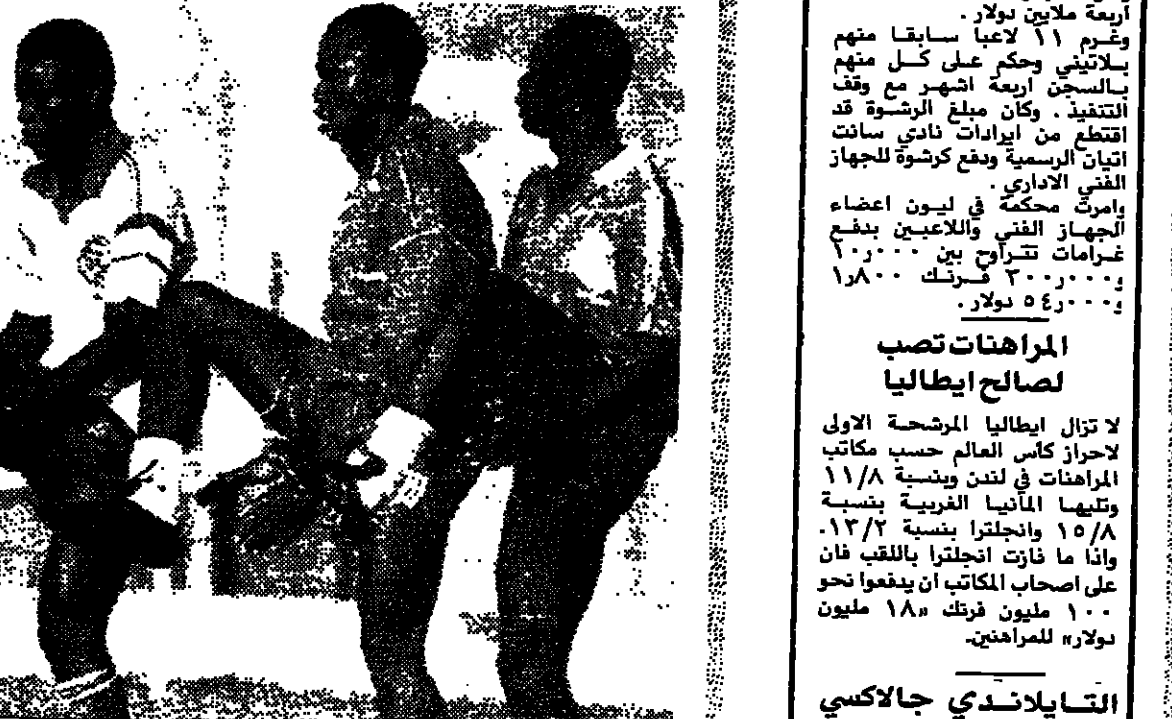 أربعة ملايين دولار .
وغرم ١١ لاعبا سابقا منهم
بلاتيني وحكم على كل منهم
بالسجن اربعة اشهر مع وقف
التنفيذ . وكان مبلغ الرشوة قد
اقتطع من ايرادات نادي سانت
اتيان الرسمية ودفع كرشوة للجهاز
الفني الاداري .
وامرت محكمة في ليون اعضاء
الجهاز الفني واللاعبين بدفع
غرامات تتراوح بين ١٠٫٠٠٠
و٣٠٠٫٠٠٠ فرنك ١٫٨٠٠
و٥٤٫٠٠٠ دولار .
المراهنات تصب
لصالح ايطاليا
لا تزال ايطاليا المرشحة الاولى
لاحراز كأس العالم حسب مكاتب
المراهنات في لندن وبنسبة ١١/٨
وتليها المانيا الغربية بنسبة
١٥/٨ وانجلترا بنسبة ١٣/٢.
واذا ما فازت انجلترا باللقب فان
على اصحاب المكاتب ان يدفعوا نحو
١٠٠ مليون فرنك «١٨ مليون
دولار» للمراهنين.
التايلاندي جالاكسي